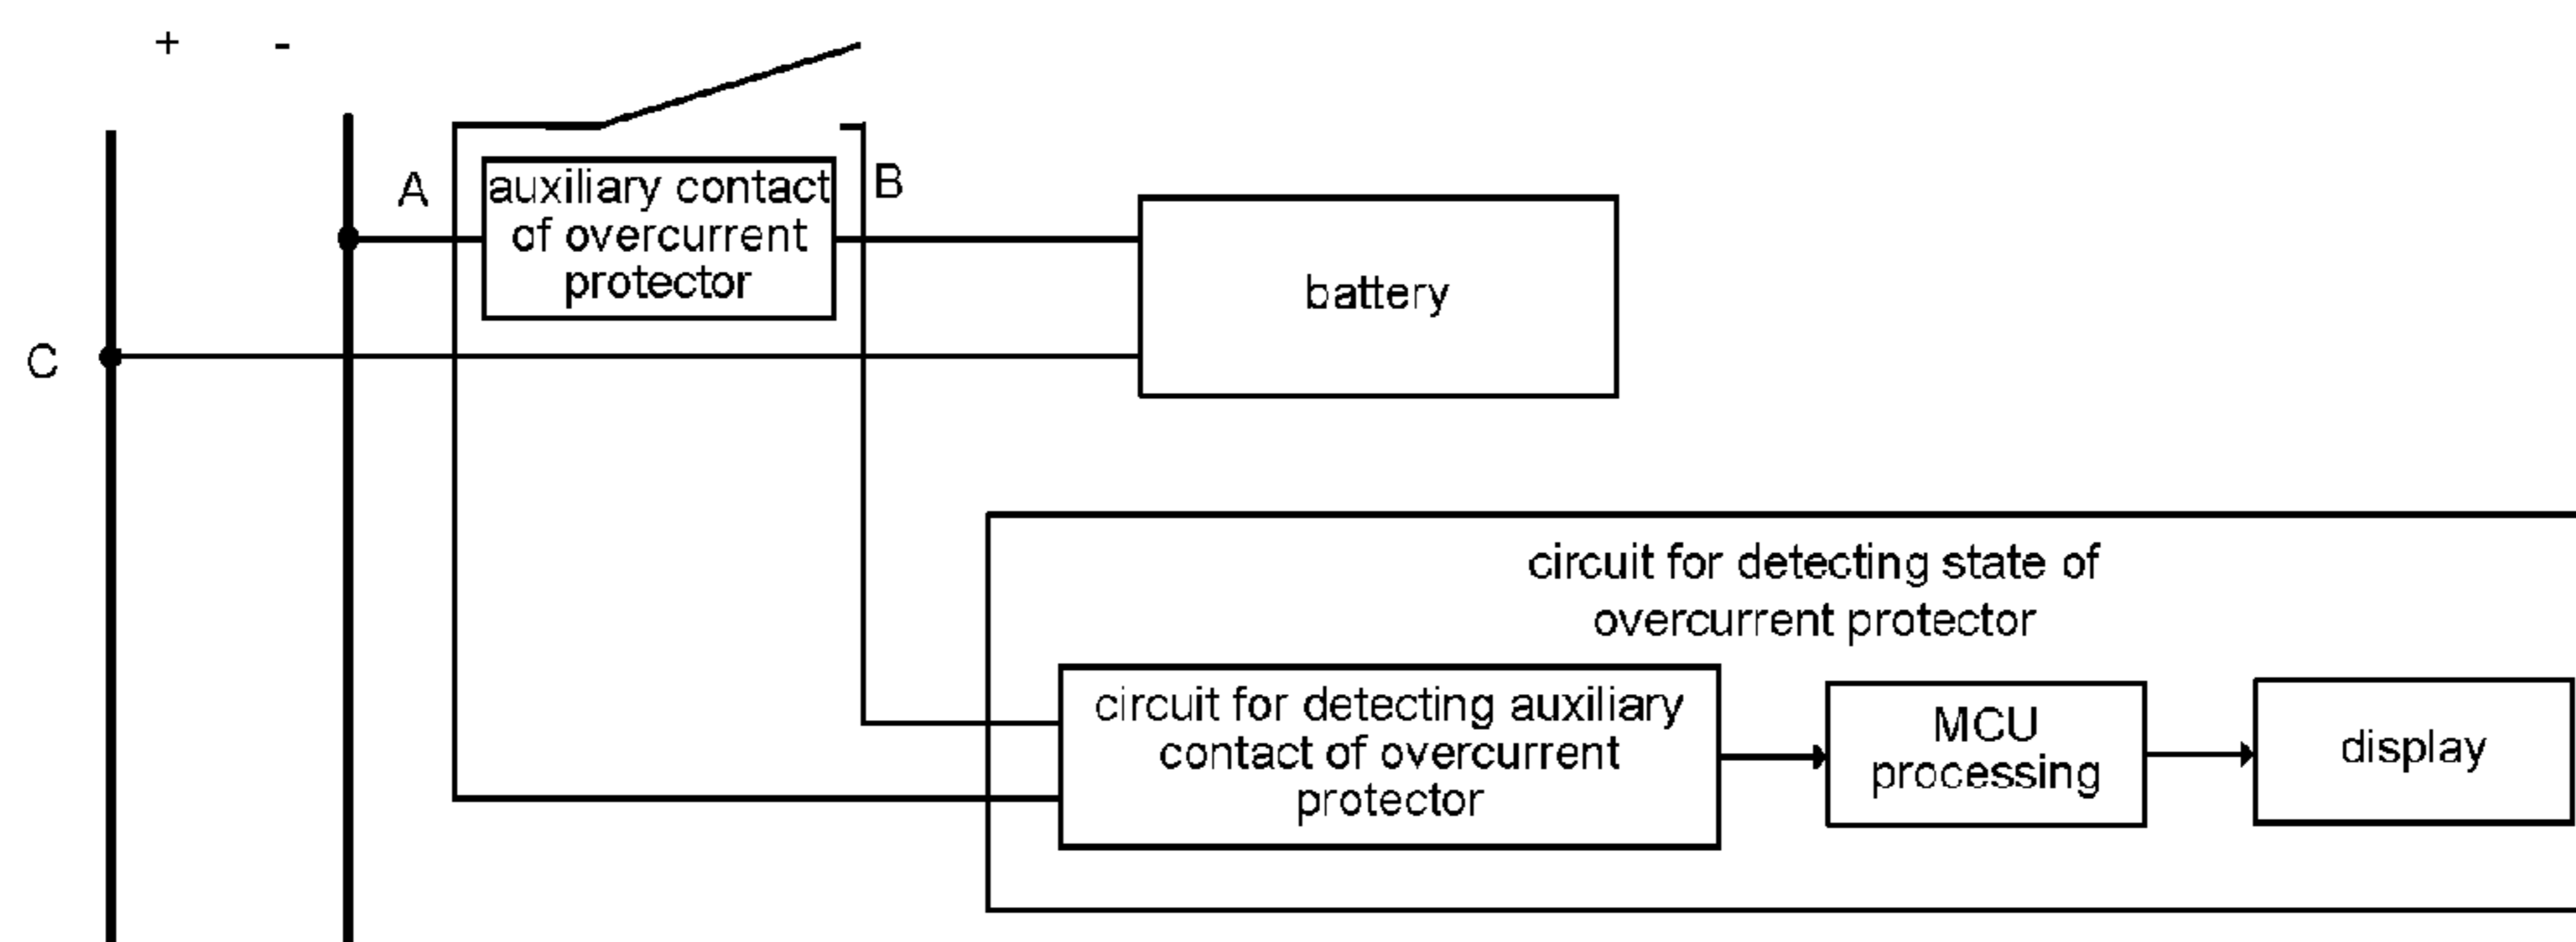 + -
A
auxiliary contact
of overcurrent
protector
B
battery
C
circuit for detecting state of
overcurrent protector
circuit for detecting auxiliary
contact of overcurrent
protector
MCU
processing
display